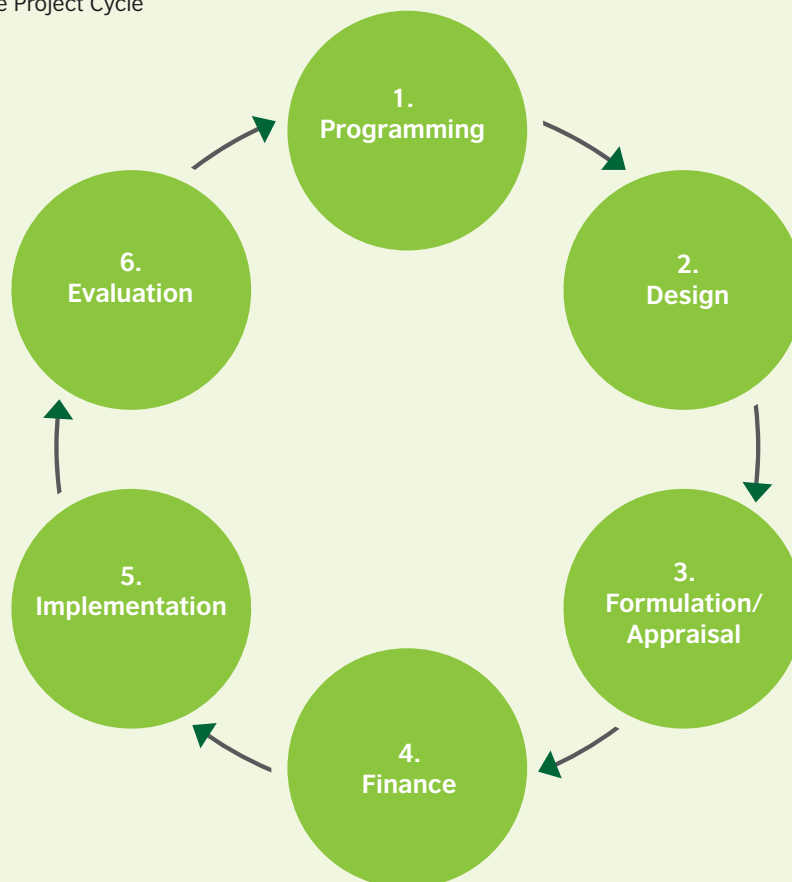 e Project Cycle
1.
Programming
2.
Design
3.
Formulation/
Appraisal
4.
Finance
5.
Implementation
6.
Evaluation